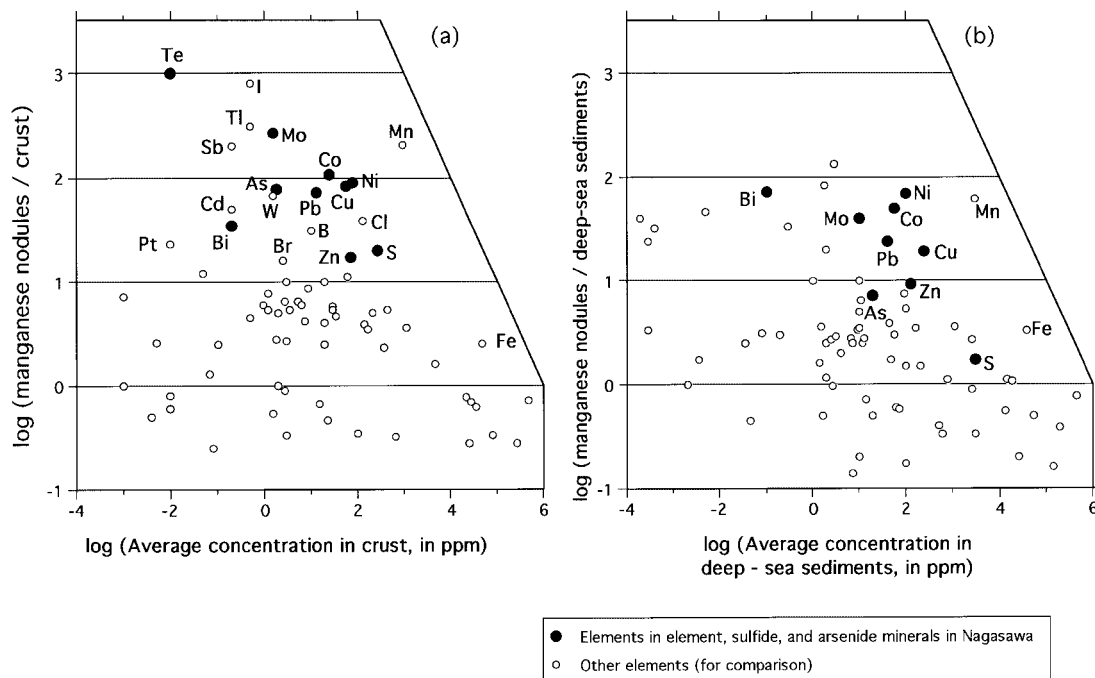 (a)
Te
3
I
Tl
Mo
Mn
Sb
Co
2
As
Ni
Cd
W
Pb
Cu
Cl
Bi
B
Pt
Br
Zn
S
1
Fe
0
-1
-4
-2
0
2
4
6
log (manganese nodules / crust)
log (Average concentration in crust, in ppm)
(b)
3
2
Bi
Ni
Mo
Co
Mn
Pb
Cu
1
Zn
As
Fe
S
0
-1
-4
-2
0
2
4
6
log (manganese nodules / deep-sea sediments)
log (Average concentration in
deep - sea sediments, in ppm)
● Elements in element, sulfide, and arsenide minerals in Nagasawa
○ Other elements (for comparison)